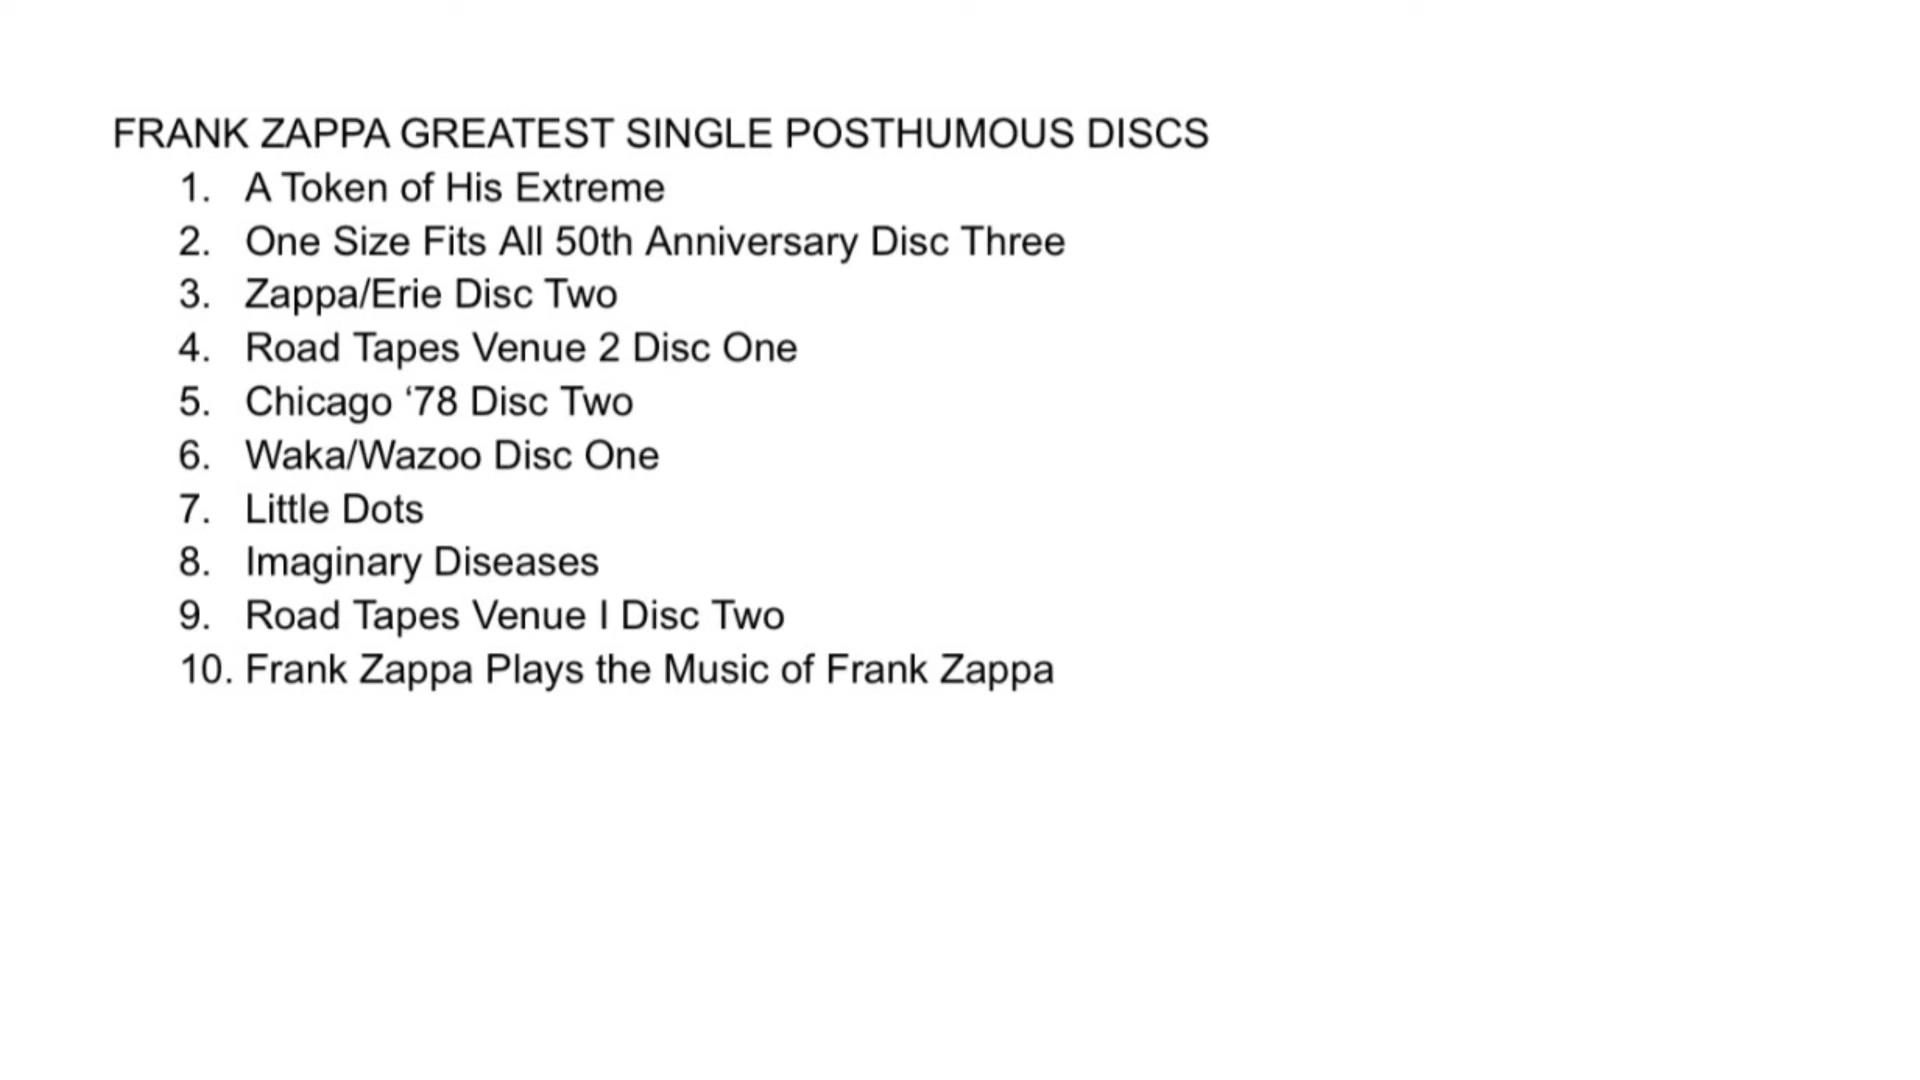 FRANK ZAPPA GREATEST SINGLE POSTHUMOUS DISCS
1. A Token of His Extreme
2. One Size Fits All 50th Anniversary Disc Three
3. Zappa/Erie Disc Two
4. Road Tapes Venue 2 Disc One
5. Chicago ‘78 Disc Two
6. Waka/Wazoo Disc One
7. Little Dots
8. Imaginary Diseases
9. Road Tapes Venue I Disc Two
10. Frank Zappa Plays the Music of Frank Zappa